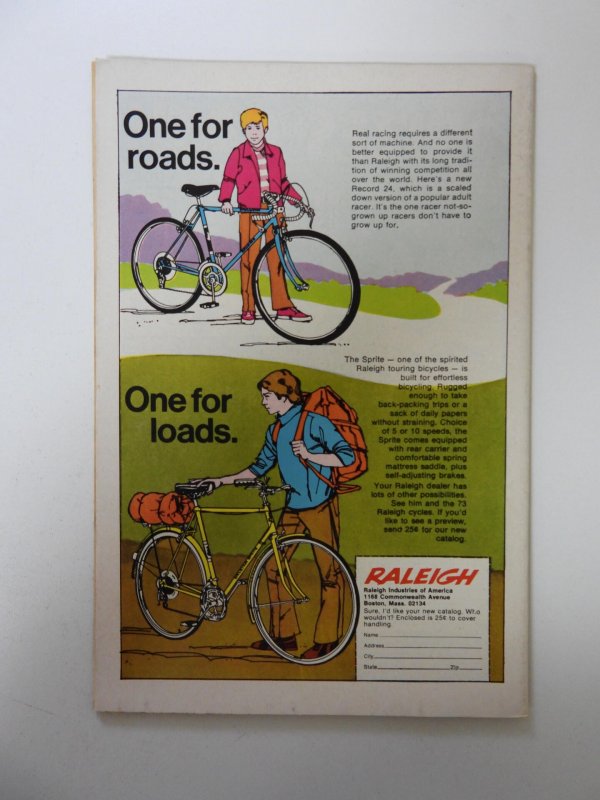 One for
roads.
Real racing requires a different
sort of machine. And no one is
better equipped to provide it
than Raleigh with its long tradi-
tion of winning competition all
over the world. Here's a new
Record 24, which is a scaled
down version of a popular adult
racer. It's the one racer not-so-
grown up racers don't have to
grow up for.
One for
loads.
The Sprite — one of the spirited
Raleigh touring bicycles — is
built for effortless
bicycling. Rugged
enough to take
back-packing trips or a
sack of daily papers
without straining. Choice
of 5 or 10 speeds, the
Sprite comes equipped
with rear carrier and
comfortable spring
mattress saddle, plus
self-adjusting brakes.
Your Raleigh dealer has
lots of other possibilities.
See him and the 73
Raleigh cycles. If you'd
like to see a preview,
send 25¢ for our new
catalog.
RALEIGH
Raleigh Industries of America
1168 Commonwealth Avenue
Boston, Mass. 02134
Sure, I'd like your new catalog. Who
wouldn't? Enclosed is 25¢ to cover
handling.
Name
Address
City
State Zip